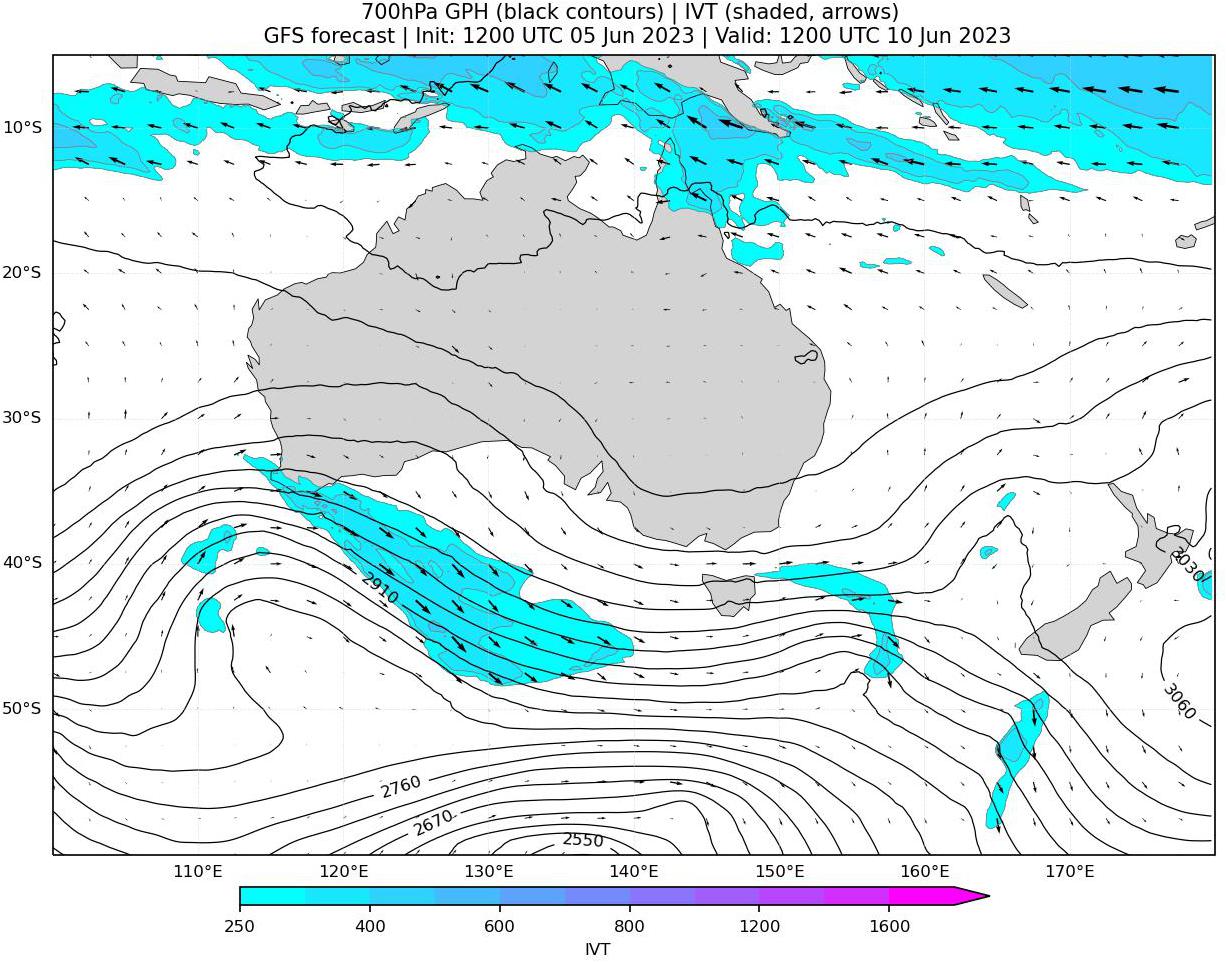 700hPa GPH (black contours) | IVT (shaded, arrows)
GFS forecast | Init: 1200 UTC 05 Jun 2023 | Valid: 1200 UTC 10 Jun 2023
10°S
20°S
30°S
40°S
50°S
2910
3030
3060
2760
2670
2550
110°E 120°E 130°E 140°E 150°E 160°E 170°E
250 400 600 800 1200 1600
IVT